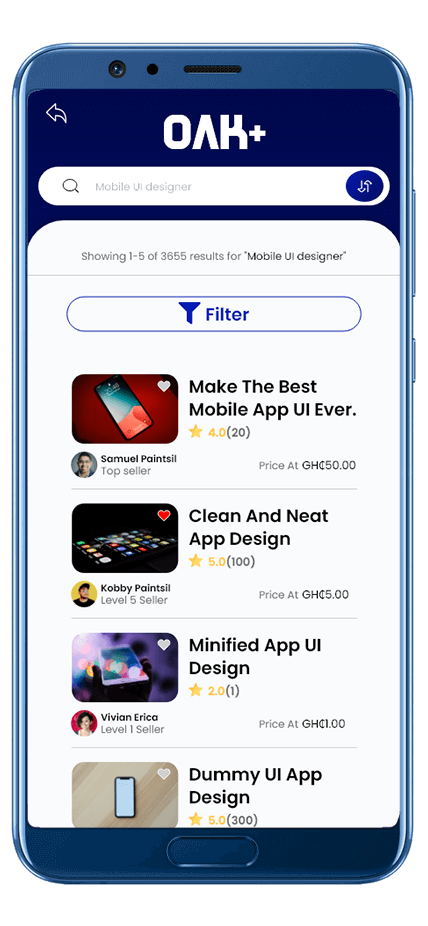 OAK+
Mobile UI designer
Showing 1-5 of 3655 results for "Mobile UI designer"
Filter
Make The Best
Mobile App UI Ever.
4.0(20)
Samuel Paintsil
Top seller
Price At GH₵50.00
Clean And Neat
App Design
5.0(100)
Kobby Paintsil
Level 5 Seller
Price At GH₵5.00
Minified App UI
Design
2.0(1)
Vivian Erica
Level 1 Seller
Price At GH₵1.00
Dummy UI App
Design
5.0(300)